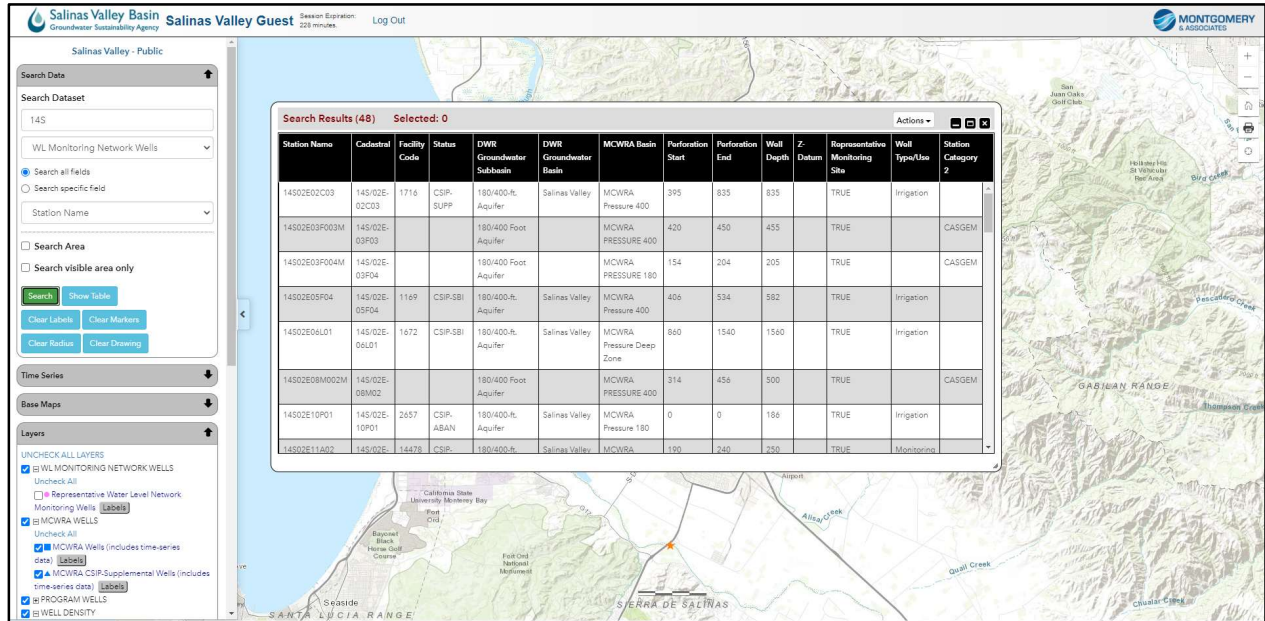 Salinas Valley Basin
Groundwater Sustainability Agency
Salinas Valley Guest
Session Expiration:
228 minutes.
Log Out
MONTGOMERY
& ASSOCIATES
Salinas Valley - Public
Search Data
Search Dataset
14S
WL Monitoring Network Wells
Search all fields
Search specific field
Station Name
Search Area
Search visible area only
Search Show Table
Clear Labels Clear Markers
Clear Radius Clear Drawing
Time Series
Base Maps
Layers
UNCHECK ALL LAYERS
WL MONITORING NETWORK WELLS
Uncheck All
Representative Water Level Network
Monitoring Wells Labels
MCWRA WELLS
Uncheck All
MCWRA Wells (includes time-series
data) Labels
MCWRA CSIP-Supplemental Wells (includes
time-series data) Labels
PROGRAM WELLS
WELL DENSITY
Search Results (48) Selected: 0
Actions
Station Name Cadastral Facility Code Status DWR Groundwater Subbasin DWR Groundwater Basin MCWRA Basin Perforation Start Perforation End Well Depth Z-Datum Representative Monitoring Site Well Type/Use Station Category 2
14S02E02C03 14S/02E-02C03 1716 CSIP-SUPP 180/400-ft. Aquifer Salinas Valley MCWRA Pressure 400 395 835 835 TRUE Irrigation
14S02E03F003M 14S/02E-03F03 180/400 Foot Aquifer MCWRA PRESSURE 400 420 450 455 TRUE CASGEM
14S02E03F004M 14S/02E-03F04 180/400 Foot Aquifer MCWRA PRESSURE 180 154 204 205 TRUE CASGEM
14S02E05F04 14S/02E-05F04 1169 CSIP-SBI 180/400-ft. Aquifer Salinas Valley MCWRA Pressure 400 406 534 582 TRUE Irrigation
14S02E06L01 14S/02E-06L01 1672 CSIP-SBI 180/400-ft. Aquifer Salinas Valley MCWRA Pressure Deep Zone 860 1540 1560 TRUE Irrigation
14S02E08M002M 14S/02E-08M02 180/400 Foot Aquifer MCWRA PRESSURE 400 314 456 500 TRUE CASGEM
14S02E10P01 14S/02E-10P01 2657 CSIP-ABAN 180/400-ft. Aquifer Salinas Valley MCWRA Pressure 180 0 0 186 TRUE Irrigation
14S02E11A02 14S/02E- 14478 CSIP- 180/400-ft. Salinas Valley MCWRA 190 240 250 TRUE Monitoring
San
Juan Oaks
Golf Club
Hollister Hills
St Vehicular
Rec Area
Bird Creek
Pescadero Creek
GABILAN RANGE
Thompson Creek
Airport
Alisal Creek
Quail Creek
Chualar Creek
California State
University Monterey Bay
Fort
Ord
Bayonet
Black
Horse Golf
Course
Fort Ord
National
Monument
Seaside
SANTA LUCIA RANGE
SIERRA DE SALINAS